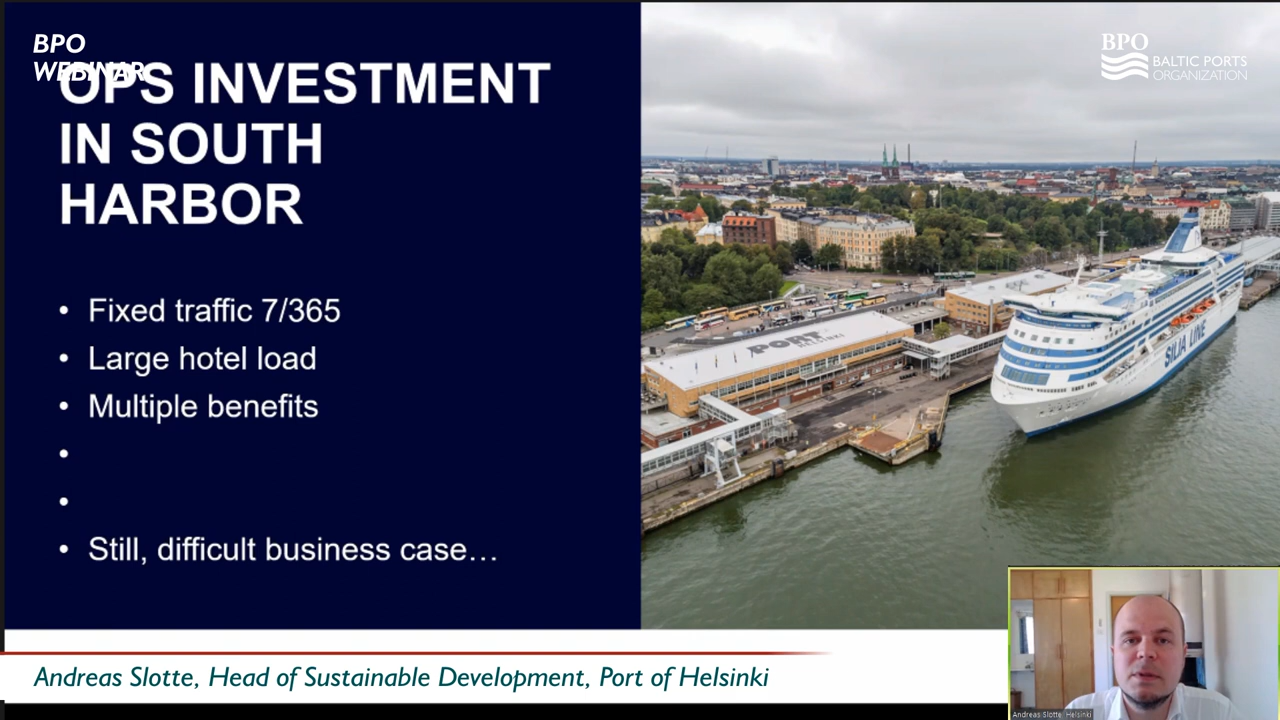 BPO
WEBINAR
OPS INVESTMENT
IN SOUTH
HARBOR
• Fixed traffic 7/365
• Large hotel load
• Multiple benefits
•
•
• Still, difficult business case…
BPO
BALTIC PORTS
ORGANIZATION
PORT
HELSINKI
SILJA LINE
Andreas Slotte, Head of Sustainable Development, Port of Helsinki
Andreas Slotte, Helsinki